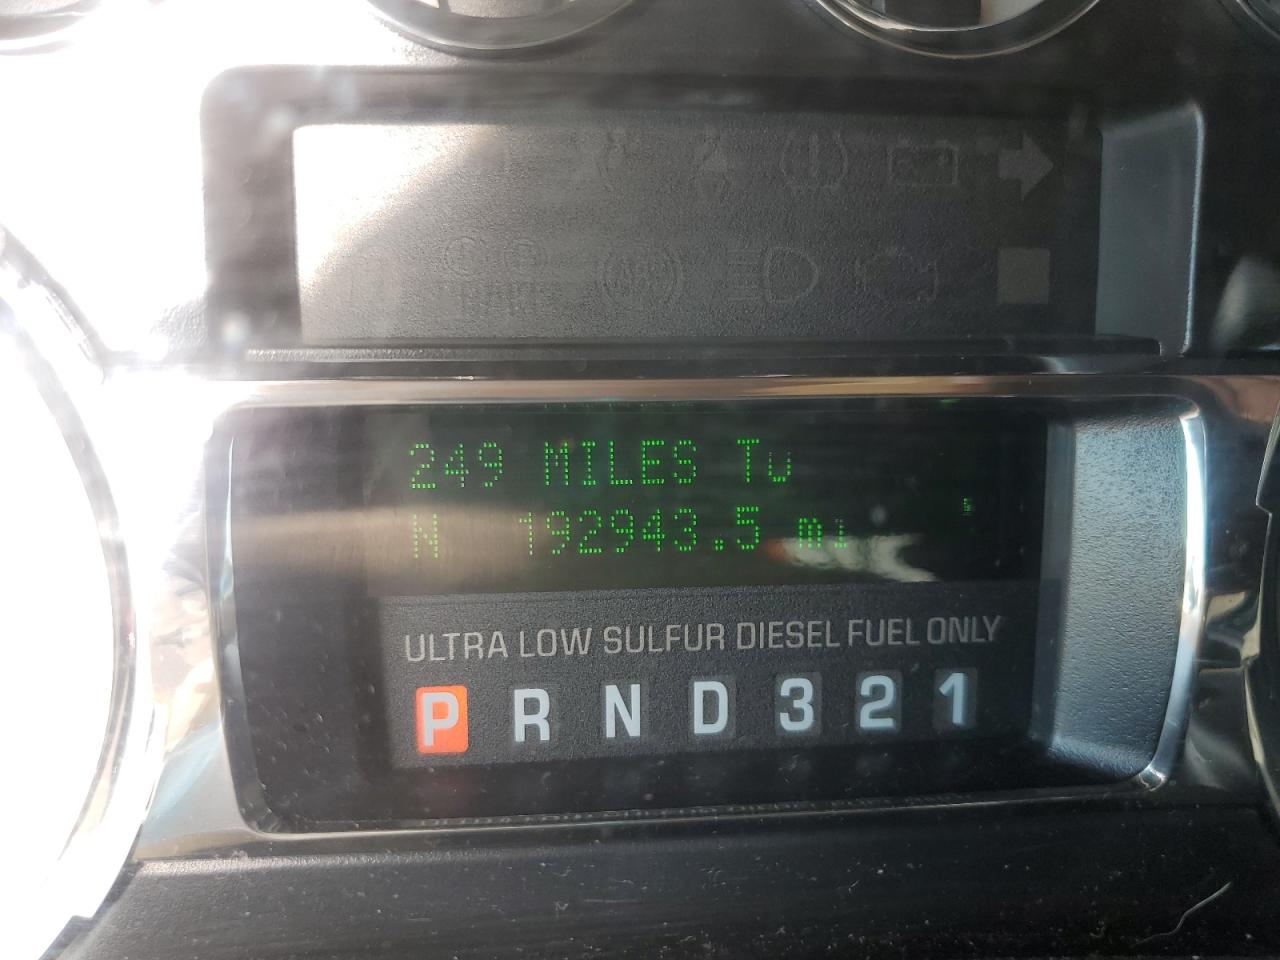 249 MILES To
N 192943.5 mi
ULTRA LOW SULFUR DIESEL FUEL ONLY
P R N D 3 2 1